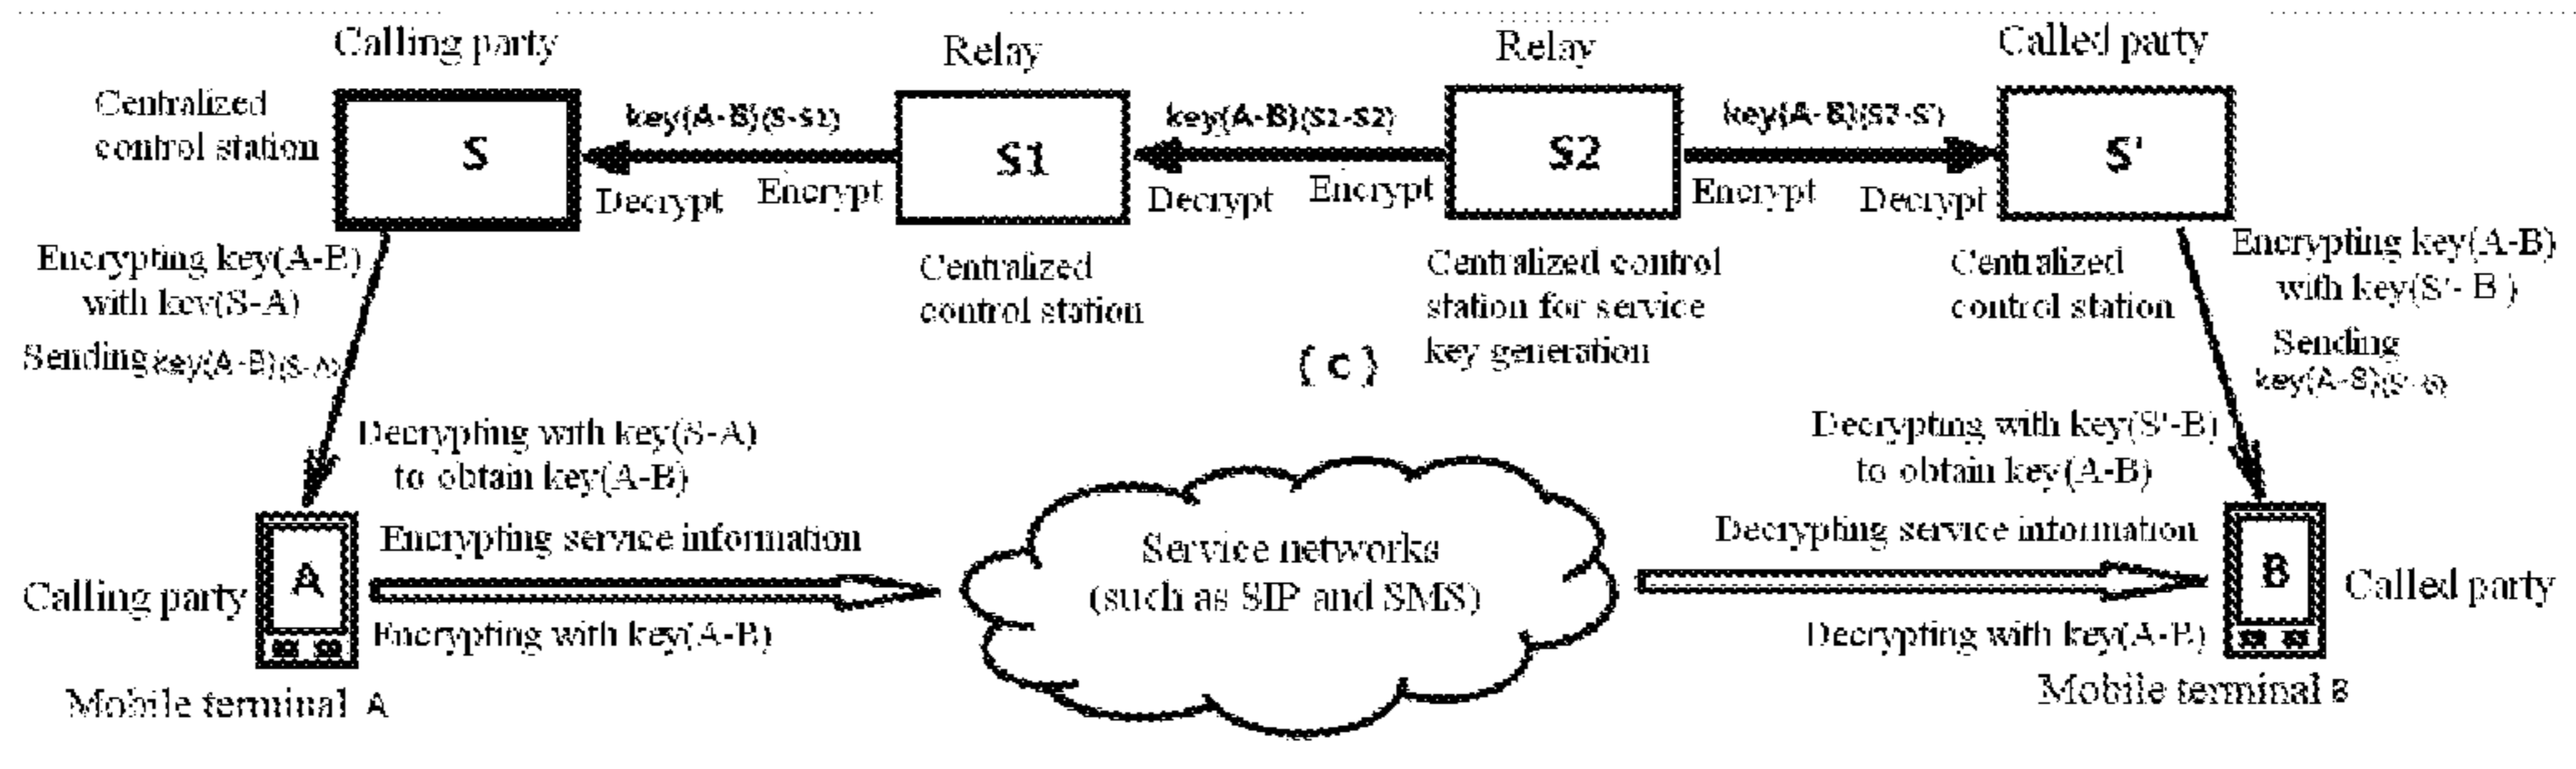 Calling party
Relay
Relay
Called party
Centralized
control station
S
key(A-B)(S-S1)
Decrypt
Encrypt
S1
key(A-B)(S1-S2)
Decrypt
Encrypt
S2
key(A-B)(S2-S')
Encrypt
Decrypt
S'
Encrypting key(A-B)
with key(S-A)
Sending key(A-B)(S-A)
Centralized
control station
Centralized control
station for service
key generation
Centralized
control station
Encrypting key(A-B)
with key(S'- B )
Sending
key(A-B)(S'-B)
(c)
Decrypting with key(S-A)
to obtain key(A-B)
Decrypting with key(S'-B)
to obtain key(A-B)
Calling party
A
Encrypting service information
Encrypting with key(A-B)
Mobile terminal A
Service networks
(such as SIP and SMS)
Decrypting service information
Decrypting with key(A-B)
B
Called party
Mobile terminal B